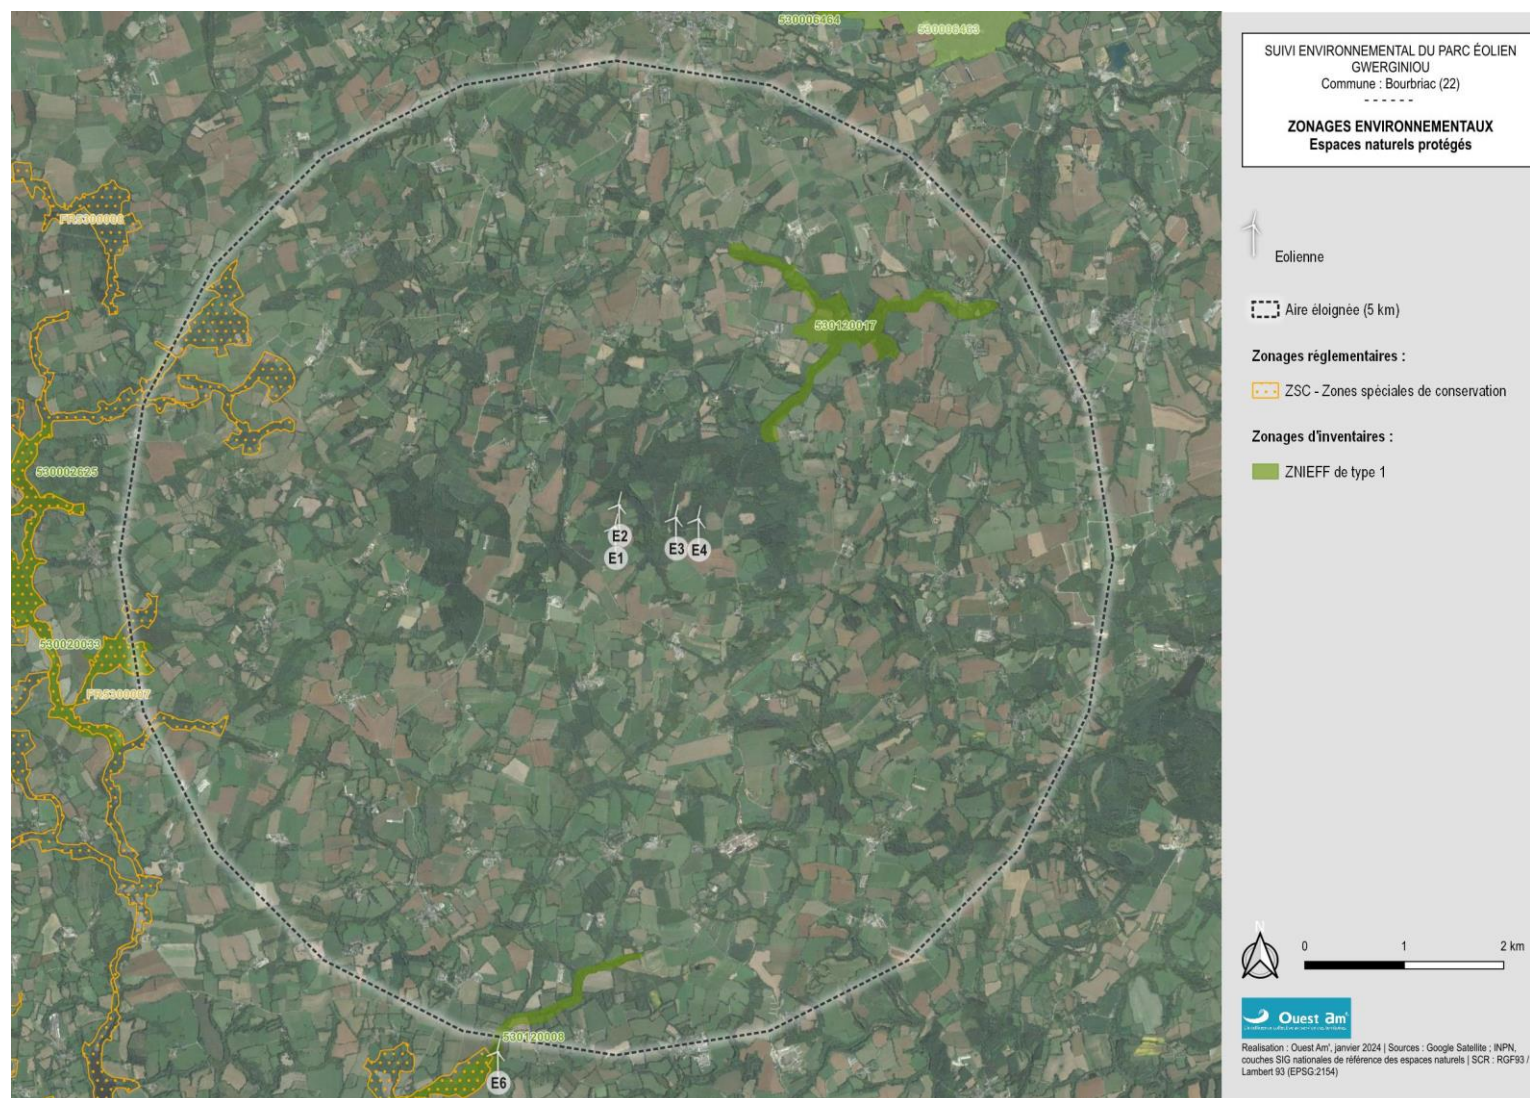 530006464
530006463
FR5300006
530120017
530002625
E2
E1
E3
E4
530020033
FR5300007
530120008
E6
SUIVI ENVIRONNEMENTAL DU PARC ÉOLIEN
GWERGINIOU
Commune : Bourbriac (22)
- - - - - -
ZONAGES ENVIRONNEMENTAUX
Espaces naturels protégés
Eolienne
Aire éloignée (5 km)
Zonages réglementaires :
ZSC - Zones spéciales de conservation
Zonages d'inventaires :
ZNIEFF de type 1
N
0 1 2 km
Ouest am'
Realisation : Ouest Am', janvier 2024 | Sources : Google Satellite ; INPN,
couches SIG nationales de référence des espaces naturels | SCR : RGF93 /
Lambert 93 (EPSG:2154)